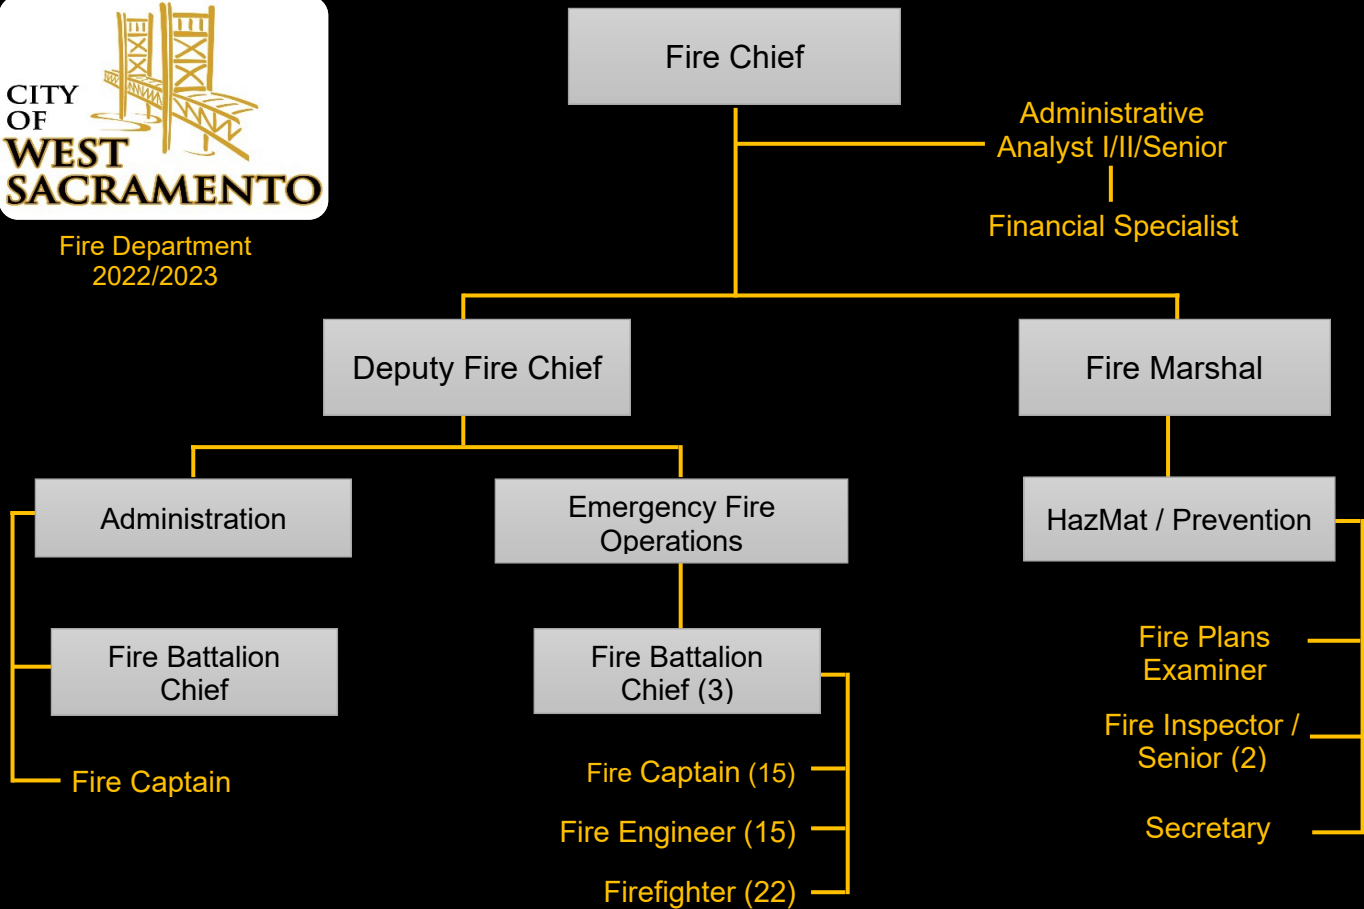 CITY
OF
WEST
SACRAMENTO
Fire Department
2022/2023
Fire Chief
Administrative
Analyst I/II/Senior
Financial Specialist
Deputy Fire Chief
Fire Marshal
Administration
Emergency Fire
Operations
HazMat / Prevention
Fire Battalion
Chief
Fire Captain
Fire Battalion
Chief (3)
Fire Captain (15)
Fire Engineer (15)
Firefighter (22)
Fire Plans
Examiner
Fire Inspector /
Senior (2)
Secretary